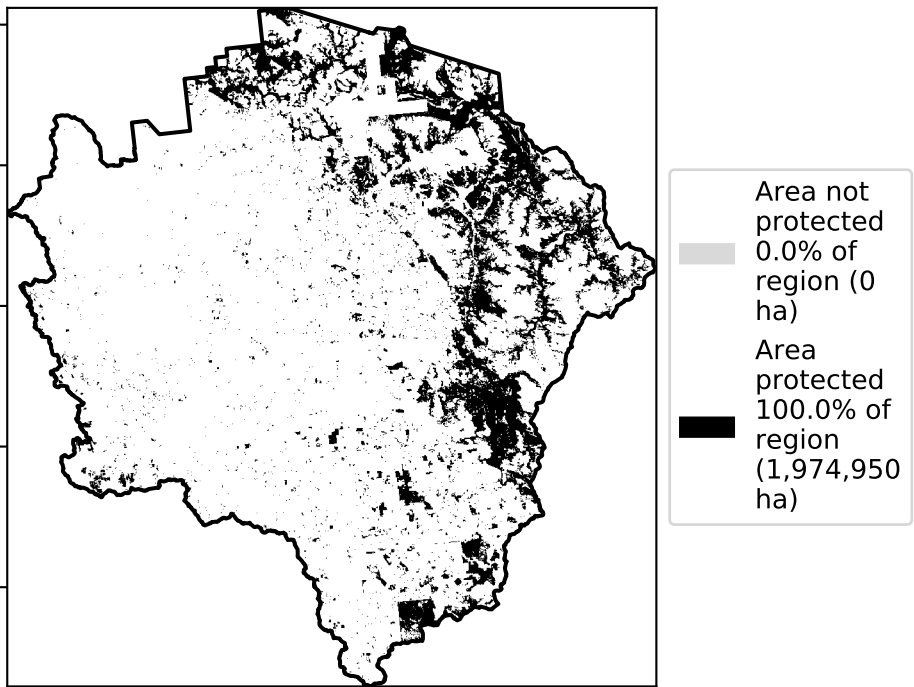 Area not
protected
0.0% of
region (0
ha)
Area
protected
100.0% of
region
(1,974,950
ha)